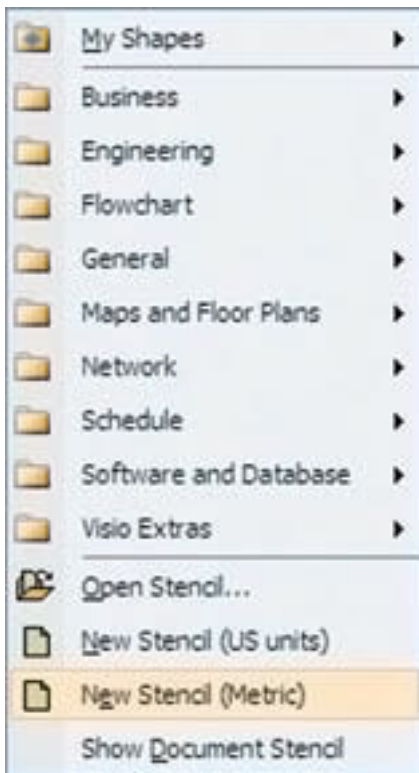 My Shapes
Business
Engineering
Flowchart
General
Maps and Floor Plans
Network
Schedule
Software and Database
Visio Extras
Open Stencil...
New Stencil (US units)
New Stencil (Metric)
Show Document Stencil